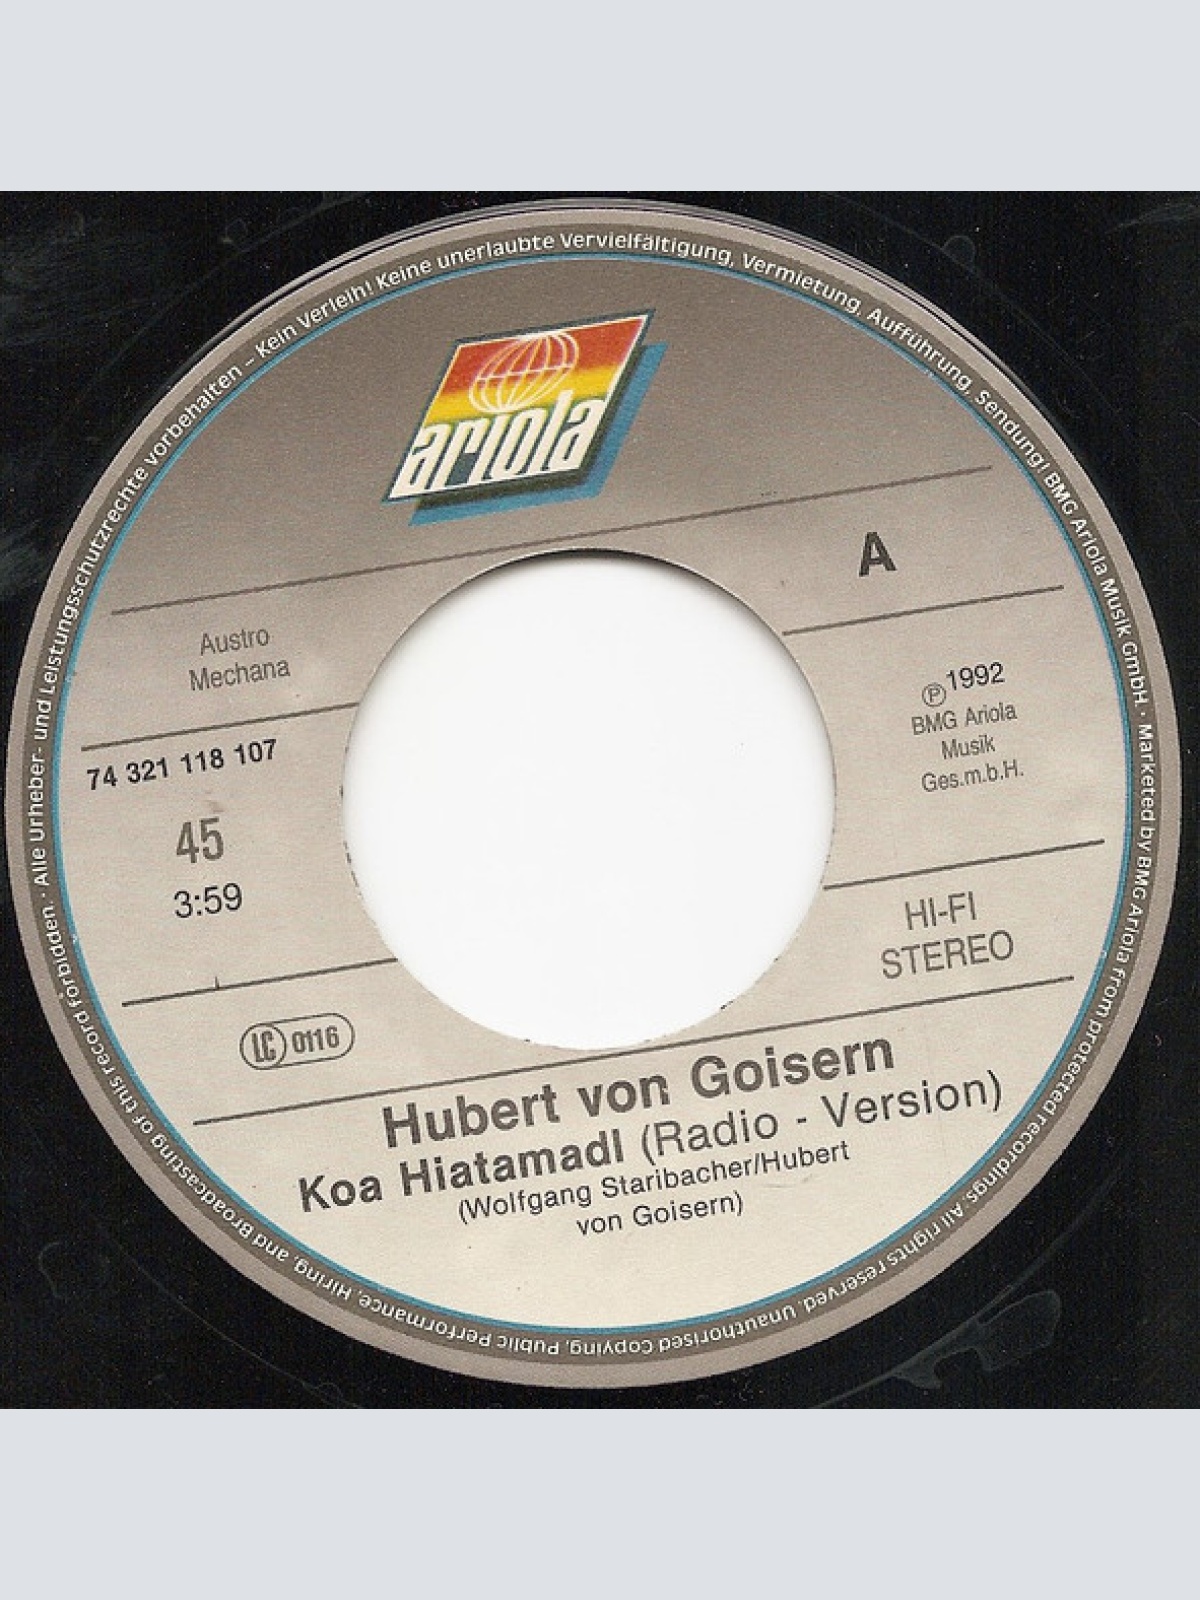 Alle Urheber- und Leistungsschutzrechte vorbehalten – Kein Verleih! Keine unerlaubte Vervielfältigung, Vermietung, Aufführung, Sendung! BMG Ariola Musik GmbH. · Marketed by BMG Ariola from protected recordings. All rights reserved. Unauthorised Copying, Public Performance, Hiring, and Broadcasting of this record forbidden. ·
ariola
A
Austro
Mechana
℗ 1992
BMG Ariola
Musik
Ges.m.b.H.
74 321 118 107
45
3:59
HI-FI
STEREO
LC 0116
Hubert von Goisern
Koa Hiatamadl (Radio - Version)
(Wolfgang Staribacher/Hubert
von Goisern)